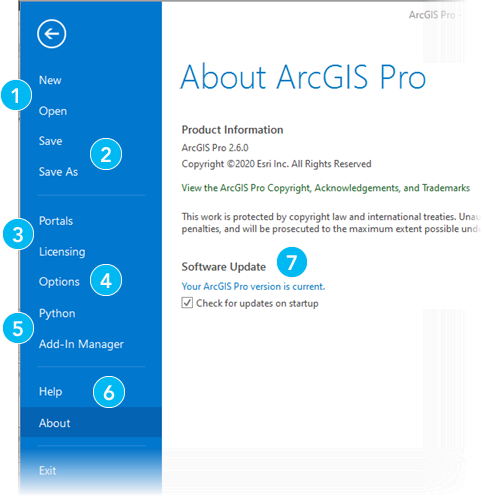 ArcGIS Pro -
New
1
Open
Save
2
Save As
Portals
3
Licensing
Options
4
Python
5
Add-In Manager
Help
6
About
Exit
About ArcGIS Pro
Product Information
ArcGIS Pro 2.6.0
Copyright ©2020 Esri Inc. All Rights Reserved
View the ArcGIS Pro Copyright, Acknowledgements, and Trademarks
This work is protected by copyright law and international treaties.
penalties, and will be prosecuted to the maximum extent possible
Software Update
7
Your ArcGIS Pro version is current.
Check for updates on startup